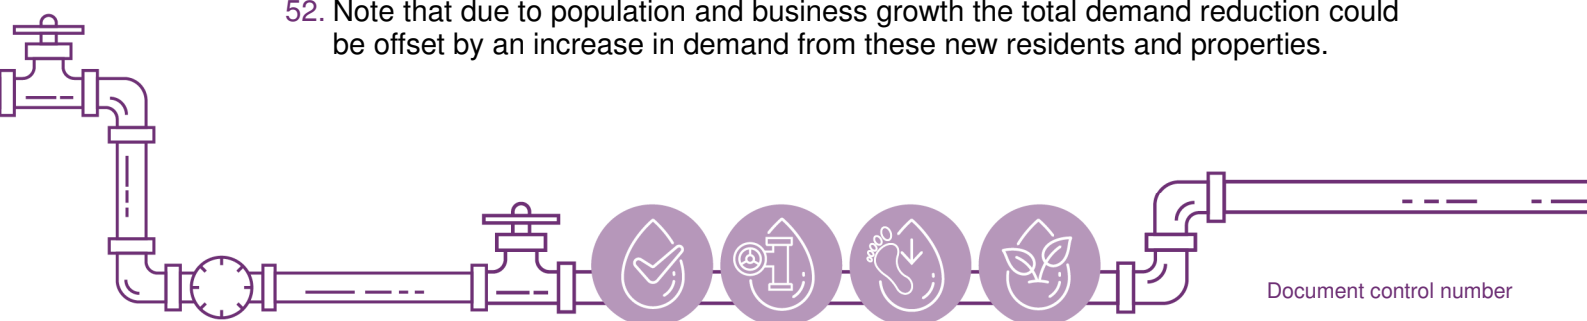 52. Note that due to population and business growth the total demand reduction could
be offset by an increase in demand from these new residents and properties.
Document control number